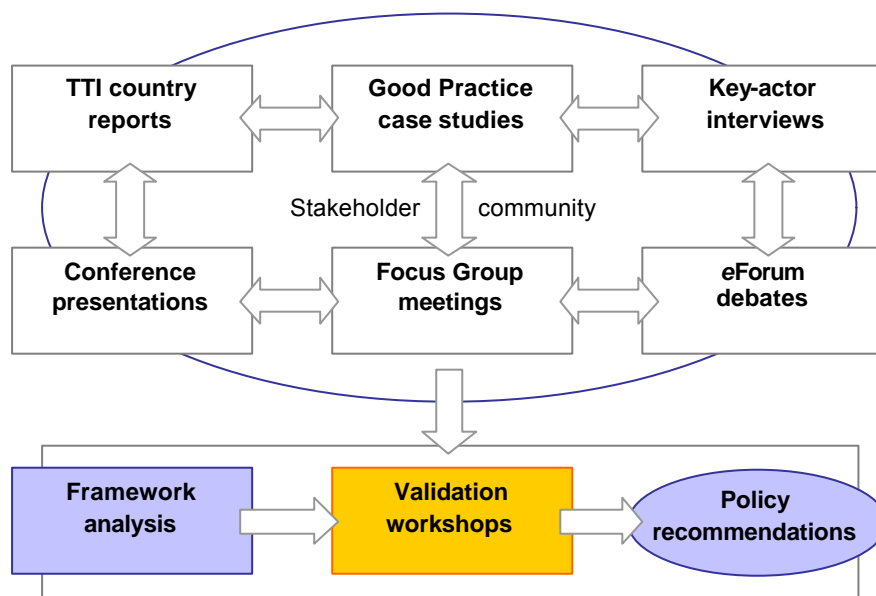 TTI country
reports
Good Practice
case studies
Key-actor
interviews
Stakeholder community
Conference
presentations
Focus Group
meetings
eForum
debates
Framework
analysis
Validation
workshops
Policy
recommendations